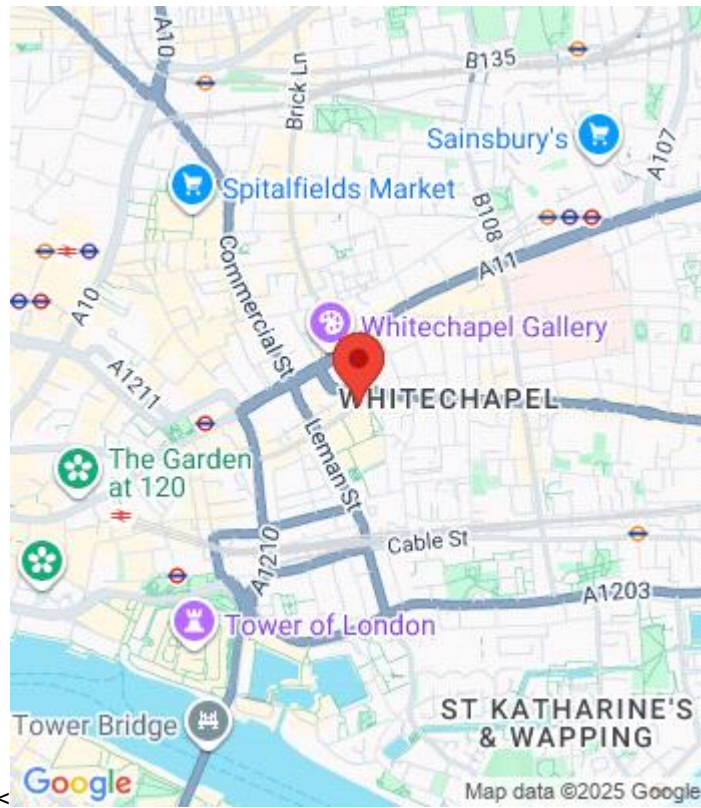 A10
B135
Brick Ln
Sainsbury's
A107
Spitalfields Market
B108
Commercial St
A11
A10
Whitechapel Gallery
A1211
WHITECHAPEL
Leman St
The Garden
at 120
Cable St
A1210
A1203
Tower of London
ST KATHARINE'S
& WAPPING
Tower Bridge
<
Google
Map data ©2025 Google